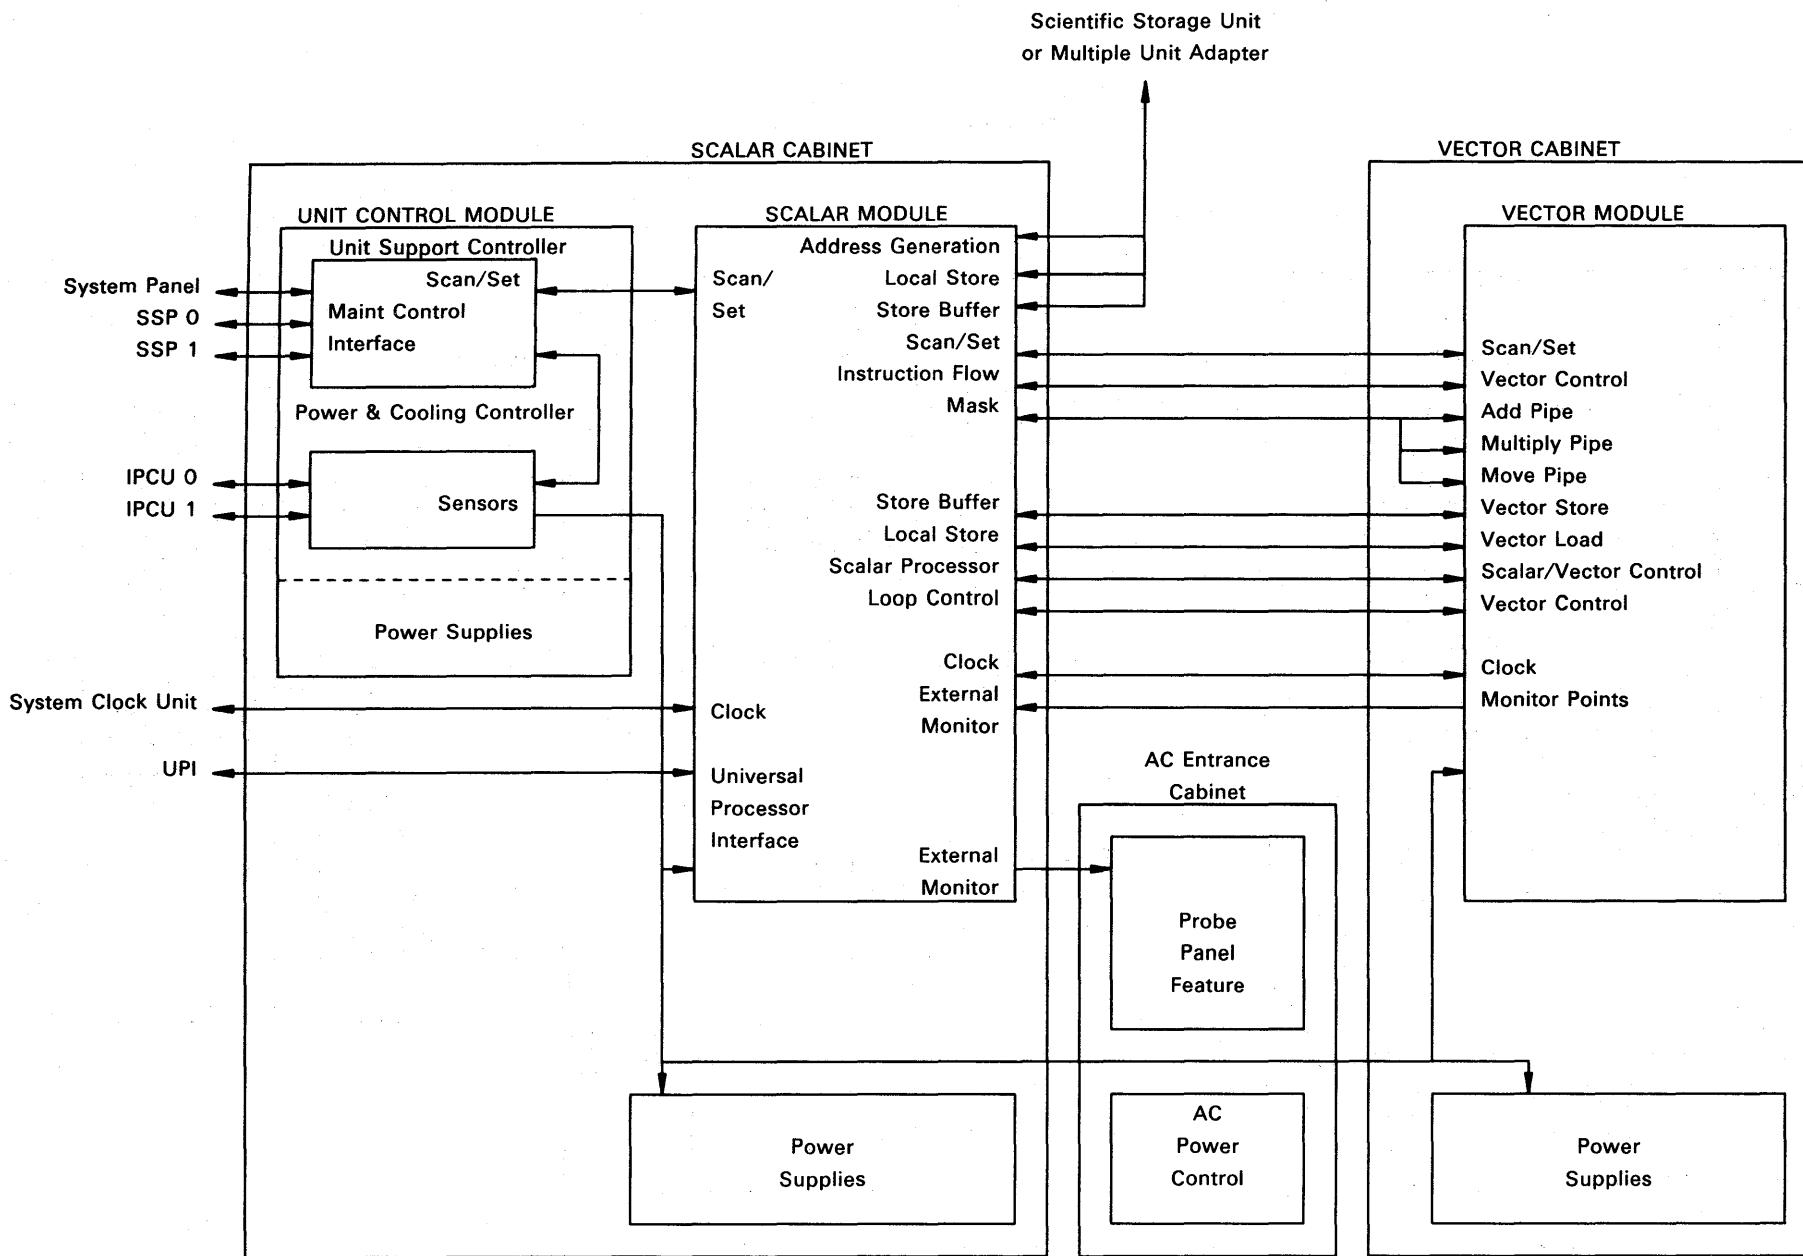 Scientific Storage Unit
or Multiple Unit Adapter
SCALAR CABINET
VECTOR CABINET
UNIT CONTROL MODULE
Unit Support Controller
Scan/Set
Maint Control
Interface
System Panel
SSP 0
SSP 1
Power & Cooling Controller
IPCU 0
IPCU 1
Sensors
Power Supplies
System Clock Unit
UPI
SCALAR MODULE
Scan/
Set
Address Generation
Local Store
Store Buffer
Scan/Set
Instruction Flow
Mask
Store Buffer
Local Store
Scalar Processor
Loop Control
Clock
External
Monitor
Clock
Universal
Processor
Interface
External
Monitor
VECTOR MODULE
Scan/Set
Vector Control
Add Pipe
Multiply Pipe
Move Pipe
Vector Store
Vector Load
Scalar/Vector Control
Vector Control
Clock
Monitor Points
AC Entrance
Cabinet
Probe
Panel
Feature
Power
Supplies
AC
Power
Control
Power
Supplies